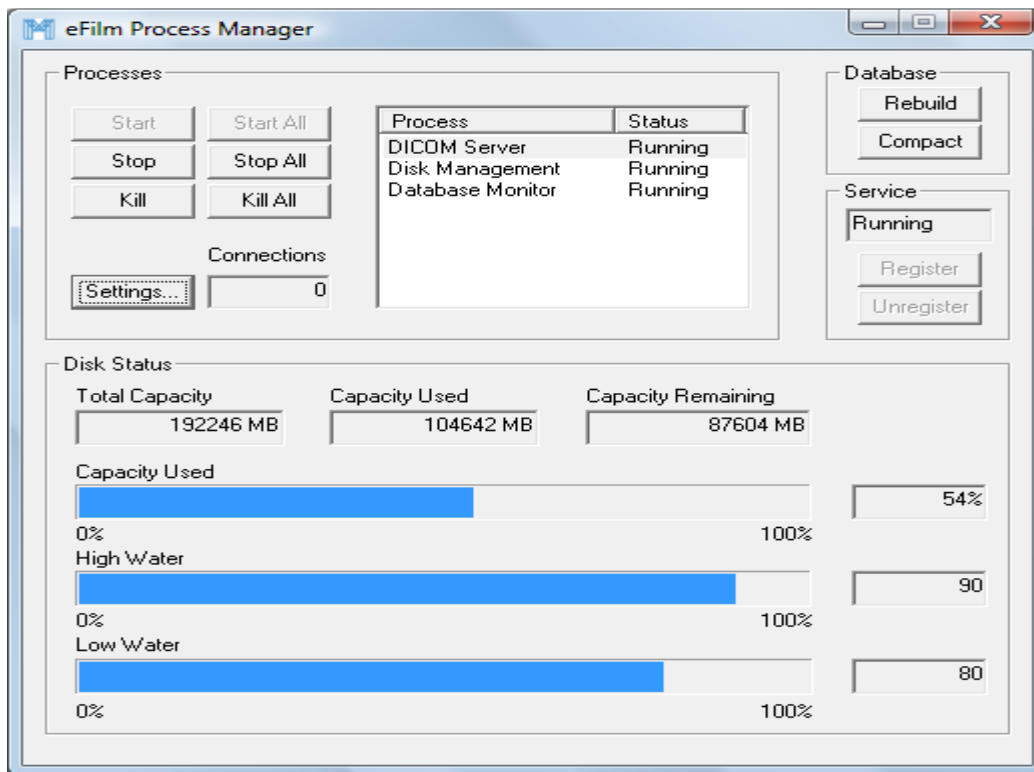 eFilm Process Manager
Processes
Start
Start All
Stop
Stop All
Kill
Kill All
Connections
Settings...
0
Process Status
DICOM Server Running
Disk Management Running
Database Monitor Running
Database
Rebuild
Compact
Service
Running
Register
Unregister
Disk Status
Total Capacity Capacity Used Capacity Remaining
192246 MB 104642 MB 87604 MB
Capacity Used
54%
0% 100%
High Water
90
0% 100%
Low Water
80
0% 100%